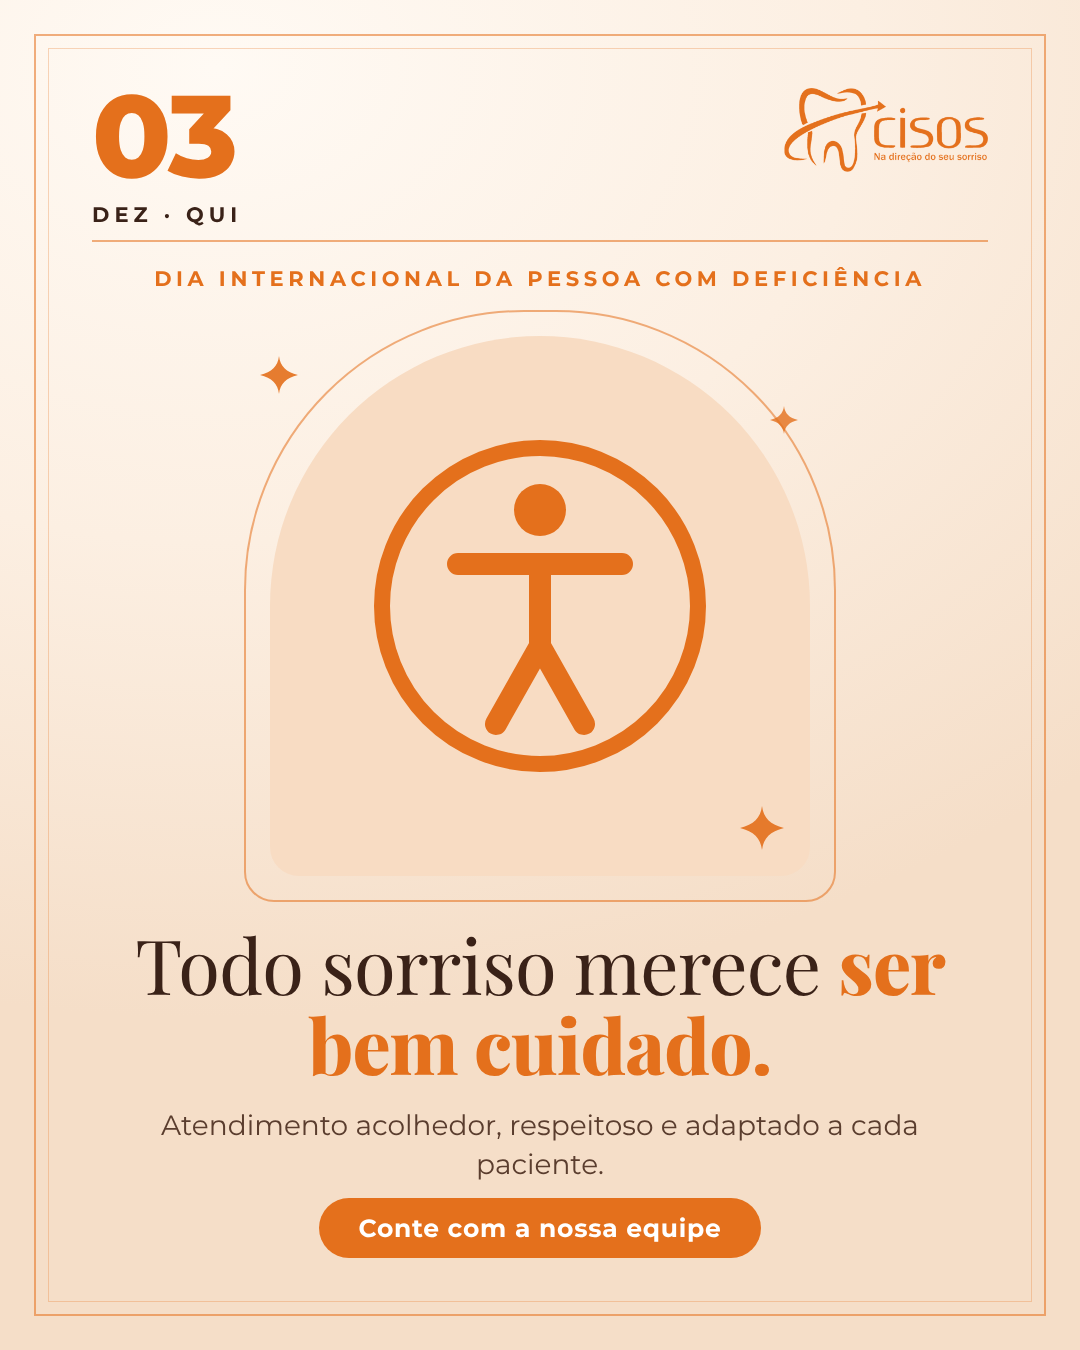 03
DEZ · QUI
cisos
Na direção do seu sorriso
DIA INTERNACIONAL DA PESSOA COM DEFICIÊNCIA
Todo sorriso merece ser
bem cuidado.
Atendimento acolhedor, respeitoso e adaptado a cada
paciente.
Conte com a nossa equipe